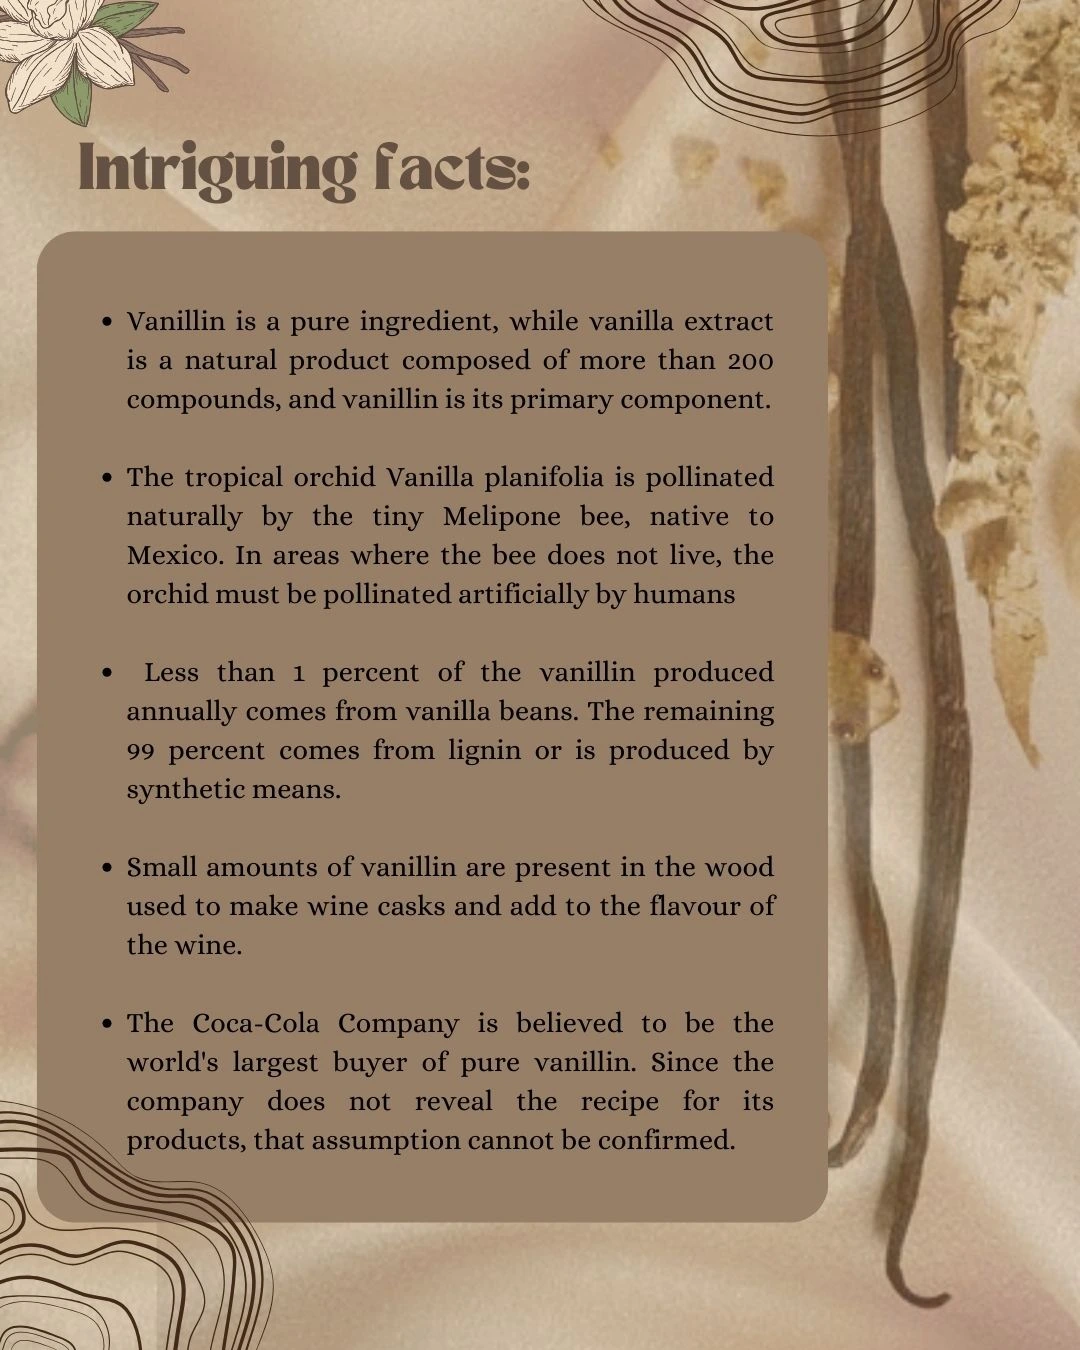 Intriguing facts:
• Vanillin is a pure ingredient, while vanilla extract
is a natural product composed of more than 200
compounds, and vanillin is its primary component.
• The tropical orchid Vanilla planifolia is pollinated
naturally by the tiny Melipone bee, native to
Mexico. In areas where the bee does not live, the
orchid must be pollinated artificially by humans
• Less than 1 percent of the vanillin produced
annually comes from vanilla beans. The remaining
99 percent comes from lignin or is produced by
synthetic means.
• Small amounts of vanillin are present in the wood
used to make wine casks and add to the flavour of
the wine.
• The Coca-Cola Company is believed to be the
world's largest buyer of pure vanillin. Since the
company does not reveal the recipe for its
products, that assumption cannot be confirmed.